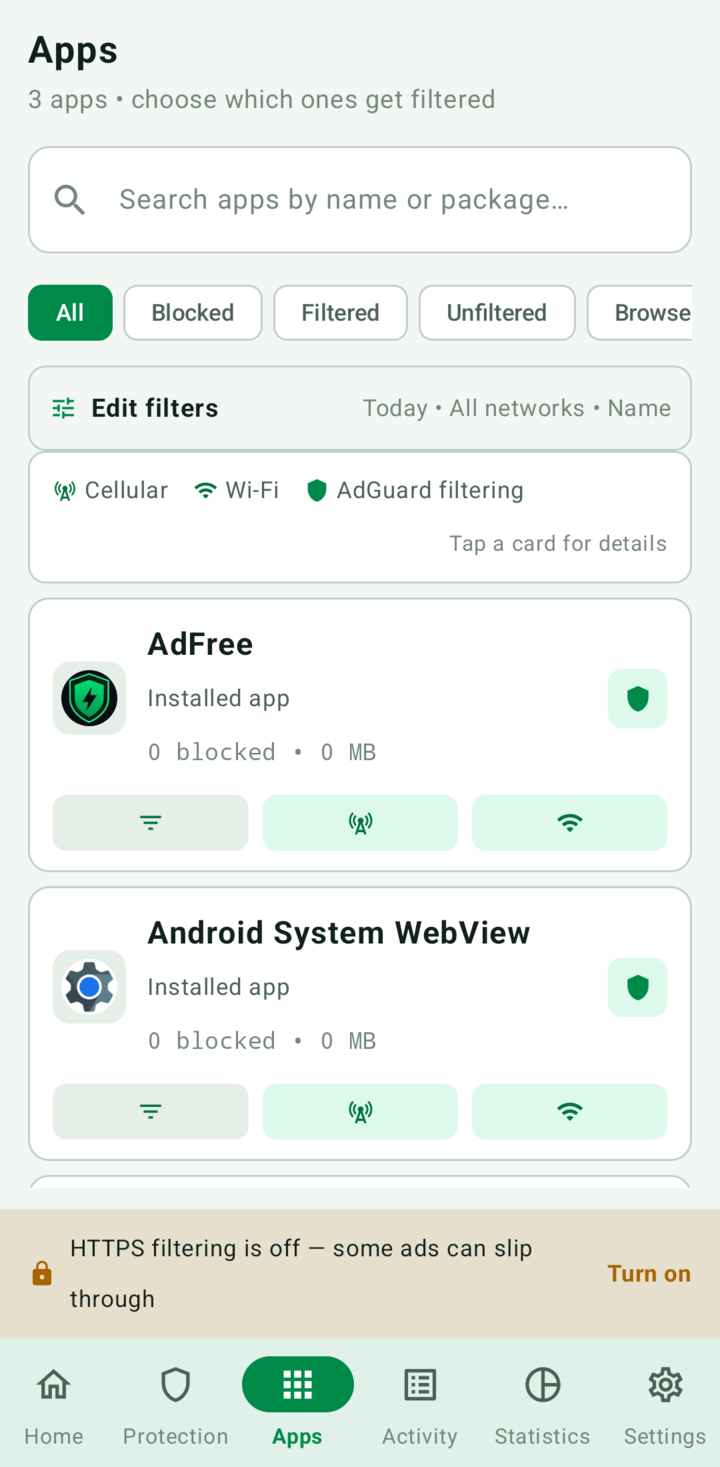 Apps
3 apps • choose which ones get filtered
Search apps by name or package…
All Blocked Filtered Unfiltered Browse
Edit filters Today • All networks • Name
Cellular Wi-Fi AdGuard filtering
Tap a card for details
AdFree
Installed app
0 blocked • 0 MB
Android System WebView
Installed app
0 blocked • 0 MB
HTTPS filtering is off — some ads can slip
through
Turn on
Home Protection Apps Activity Statistics Settings